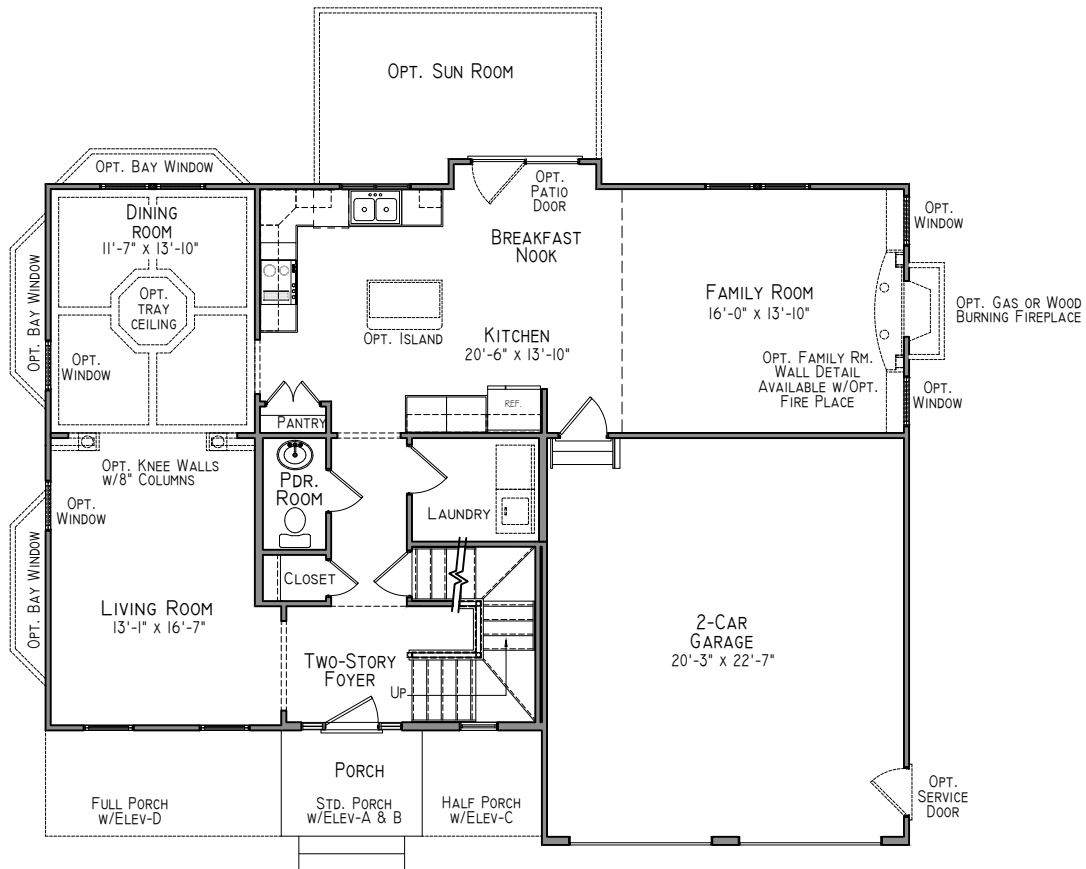 OPT. SUN ROOM
OPT. BAY WINDOW
DINING
ROOM
11'-7" X 13'-10"
OPT.
PATIO
DOOR
BREAKFAST
NOOK
OPT.
WINDOW
OPT. BAY WINDOW
OPT.
TRAY
CEILING
FAMILY ROOM
16'-0" X 13'-10"
OPT. GAS OR WOOD
BURNING FIREPLACE
OPT. ISLAND
KITCHEN
20'-6" X 13'-10"
OPT.
WINDOW
OPT. FAMILY RM.
WALL DETAIL
AVAILABLE W/OPT.
FIRE PLACE
OPT.
WINDOW
REF.
PANTRY
OPT. KNEE WALLS
W/8" COLUMNS
PDR.
ROOM
OPT.
WINDOW
LAUNDRY
OPT. BAY WINDOW
CLOSET
LIVING ROOM
13'-1" X 16'-7"
2-CAR
GARAGE
20'-3" X 22'-7"
TWO-STORY
FOYER
UP
PORCH
FULL PORCH
W/ELEV-D
STD. PORCH
W/ELEV-A & B
HALF PORCH
W/ELEV-C
OPT.
SERVICE
DOOR